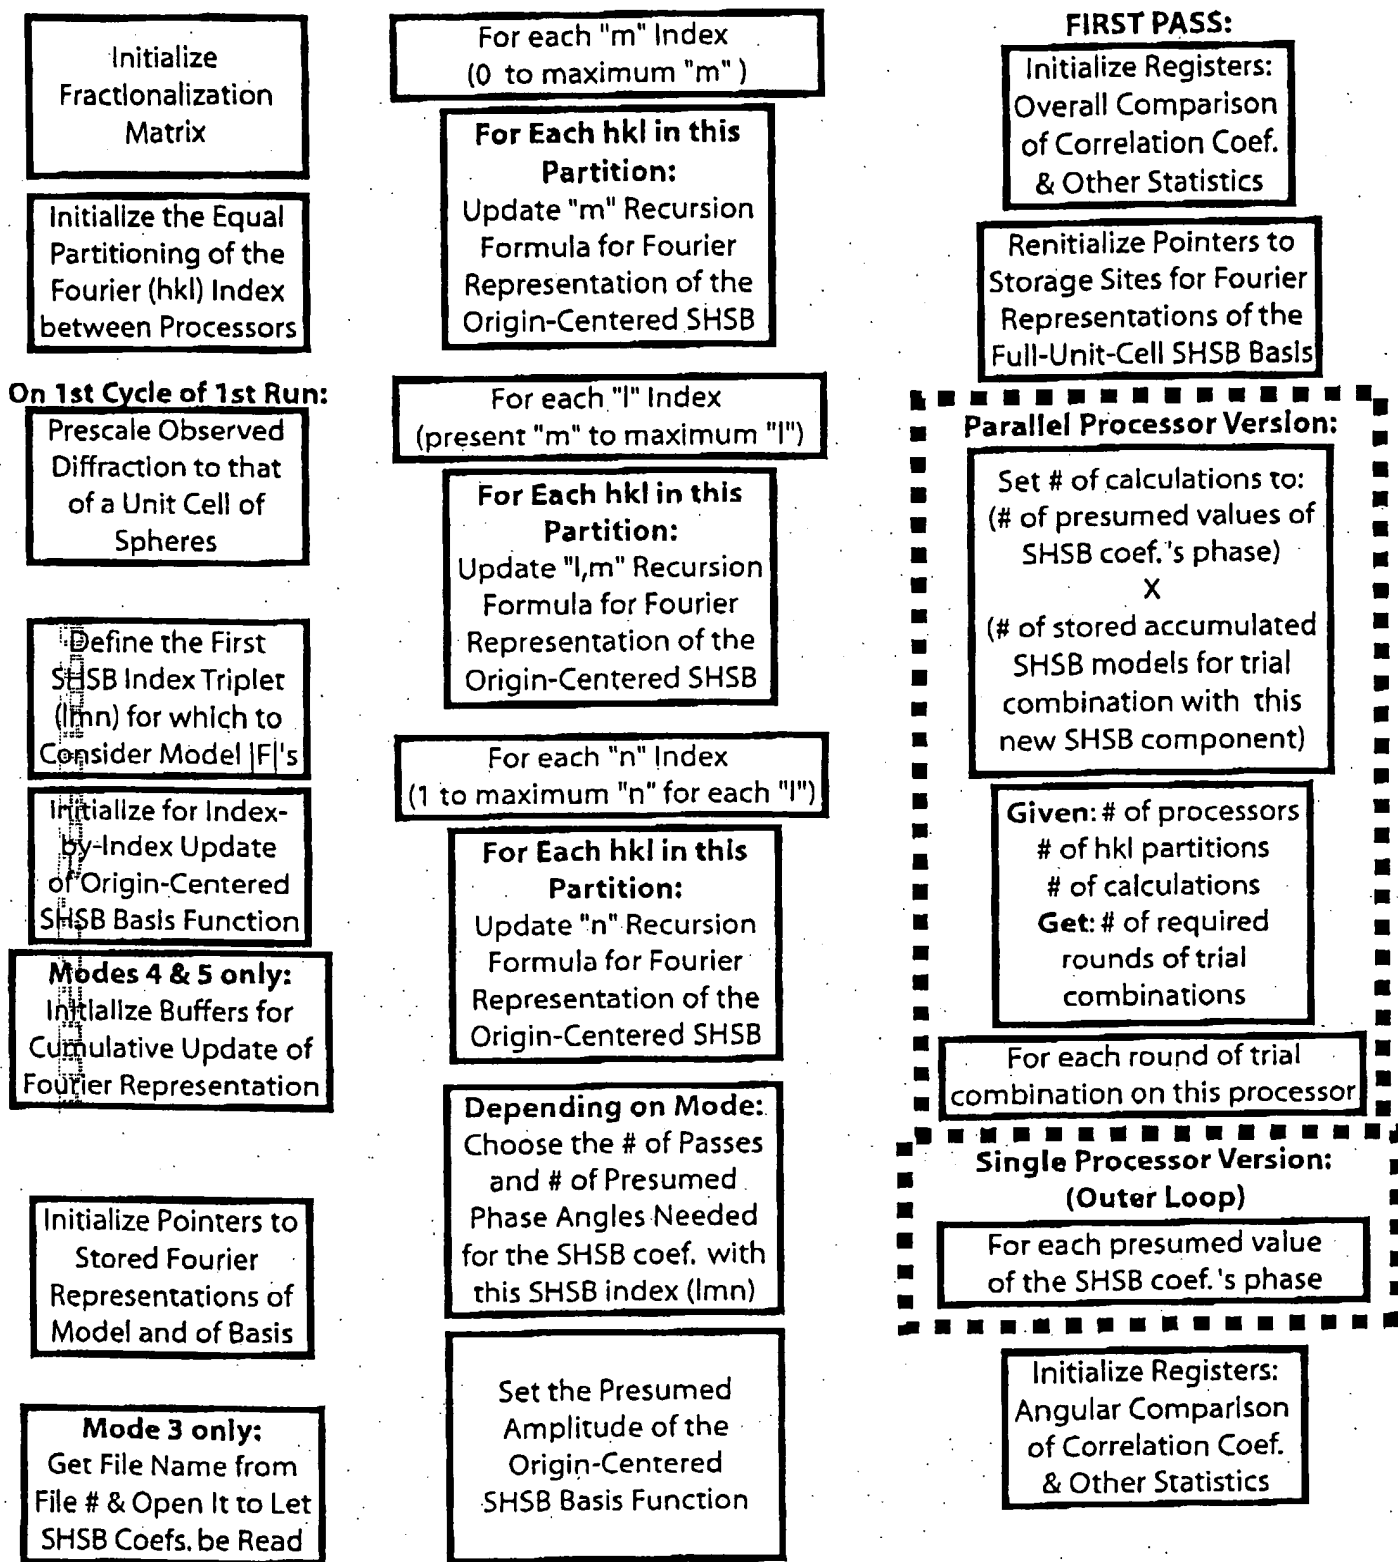 Initialize
Fractionalization
Matrix
Initialize the Equal
Partitioning of the
Fourier (hkl) Index
between Processors
On 1st Cycle of 1st Run:
Prescale Observed
Diffraction to that
of a Unit Cell of
Spheres
Define the First
SHSB Index Triplet
(lmn) for which to
Consider Model |F|'s
Initialize for Index-
by-Index Update
of Origin-Centered
SHSB Basis Function
Modes 4 & 5 only:
Initialize Buffers for
Cumulative Update of
Fourier Representation
Initialize Pointers to
Stored Fourier
Representations of
Model and of Basis
Mode 3 only:
Get File Name from
File # & Open It to Let
SHSB Coefs. be Read
For each "m" Index
(0 to maximum "m" )
For Each hkl in this
Partition:
Update "m" Recursion
Formula for Fourier
Representation of the
Origin-Centered SHSB
For each "l" Index
(present "m" to maximum "l")
For Each hkl in this
Partition:
Update "l,m" Recursion
Formula for Fourier
Representation of the
Origin-Centered SHSB
For each "n" Index
(1 to maximum "n" for each "l")
For Each hkl in this
Partition:
Update "n" Recursion
Formula for Fourier
Representation of the
Origin-Centered SHSB
Depending on Mode:
Choose the # of Passes
and # of Presumed
Phase Angles Needed
for the SHSB coef. with
this SHSB index (lmn)
Set the Presumed
Amplitude of the
Origin-Centered
SHSB Basis Function
FIRST PASS:
Initialize Registers:
Overall Comparison
of Correlation Coef.
& Other Statistics
Renitialize Pointers to
Storage Sites for Fourier
Representations of the
Full-Unit-Cell SHSB Basis
Parallel Processor Version:
Set # of calculations to:
(# of presumed values of
SHSB coef.'s phase)
X
(# of stored accumulated
SHSB models for trial
combination with this
new SHSB component)
Given: # of processors
# of hkl partitions
# of calculations
Get: # of required
rounds of trial
combinations
For each round of trial
combination on this processor
Single Processor Version:
(Outer Loop)
For each presumed value
of the SHSB coef.'s phase
Initialize Registers:
Angular Comparison
of Correlation Coef.
& Other Statistics